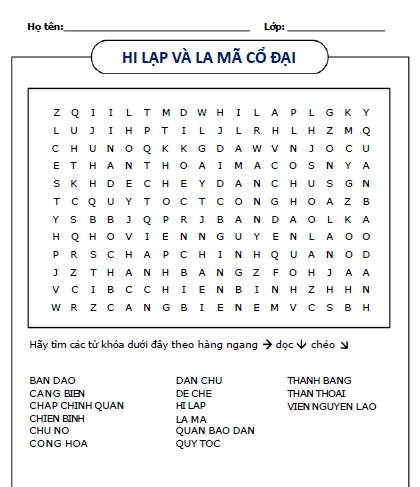 Họ tên:___________________________ Lớp: ______________
HI LẠP VÀ LA MÃ CỔ ĐẠI
Z Q I I L T M D W H I L A P L G K Y
L U J I H P T I L J L R H L H Z M Q
C H U N O Q K K G D A W V N J O C U
E T H A N T H O A I M A C O S N Y A
S K H D E C H E Y D A N C H U S G N
T C Q U Y T O C T C O N G H O A Z B
Y S B B J Q P R J B A N D A O L K A
H Q H O V I E N N G U Y E N L A O O
P R S C H A P C H I N H Q U A N O D
J Z T H A N H B A N G Z F O H J A A
V C I B C C H I E N B I N H Z H H N
W R Z C A N G B I E N E M V C S B H
Hãy tìm các từ khóa dưới đây theo hàng ngang → dọc ↓ chéo ↘
BAN DAO DAN CHU THANH BANG
CANG BIEN DE CHE THAN THOAI
CHAP CHINH QUAN HI LAP VIEN NGUYEN LAO
CHIEN BINH LA MA
CHU NO QUAN BAO DAN
CONG HOA QUY TOC